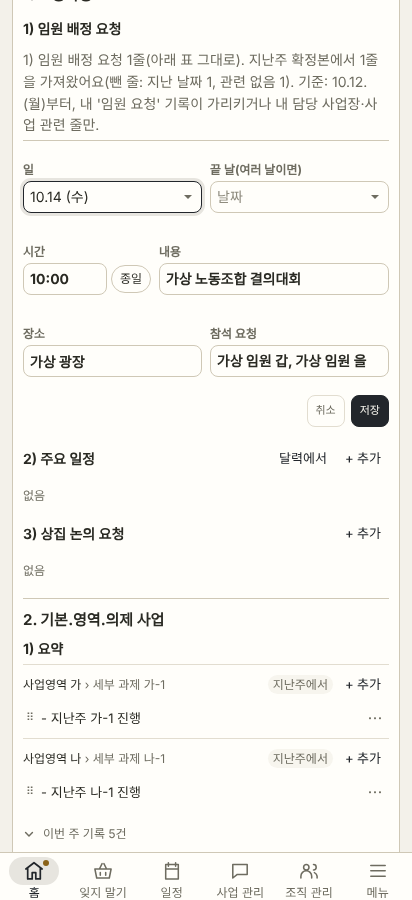 1) 임원 배정 요청
1) 임원 배정 요청 1줄(아래 표 그대로). 지난주 확정본에서 1줄
을 가져왔어요(뺀 줄: 지난 날짜 1, 관련 없음 1). 기준: 10.12.
(월)부터, 내 '임원 요청' 기록이 가리키거나 내 담당 사업장·사
업 관련 줄만.
일
끝 날(여러 날이면)
10.14 (수)
날짜
시간
내용
10:00
종일
가상 노동조합 결의대회
장소
참석 요청
가상 광장
가상 임원 갑, 가상 임원 을
취소
저장
2) 주요 일정
달력에서
+ 추가
없음
3) 상집 논의 요청
+ 추가
없음
2. 기본.영역.의제 사업
1) 요약
사업영역 가 › 세부 과제 가-1
지난주에서
+ 추가
- 지난주 가-1 진행
사업영역 나 › 세부 과제 나-1
지난주에서
+ 추가
- 지난주 나-1 진행
이번 주 기록 5건
홈
잊지 말기
일정
사업 관리
조직 관리
메뉴